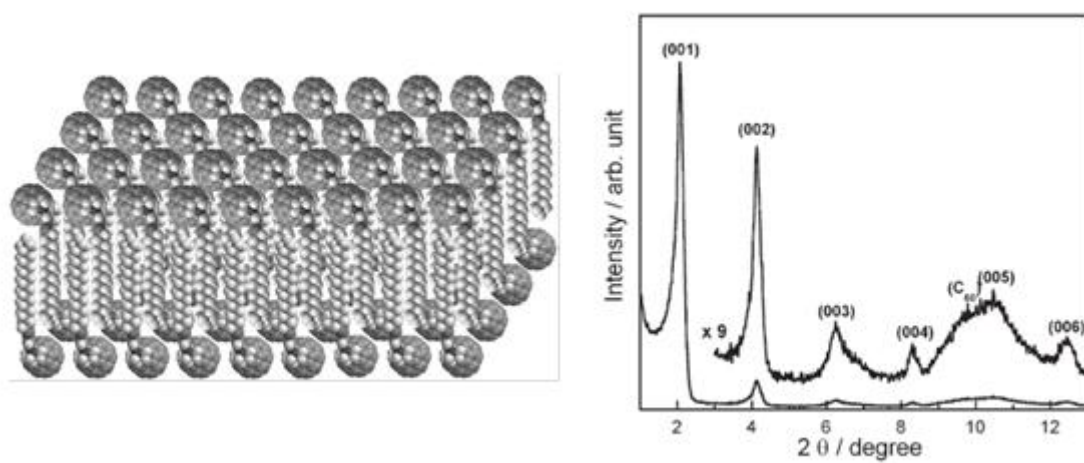 (001)
(002)
x 9
(003)
(004)
(C60)
(005)
(006)
Intensity / arb. unit
2 4 6 8 10 12
2 θ / degree